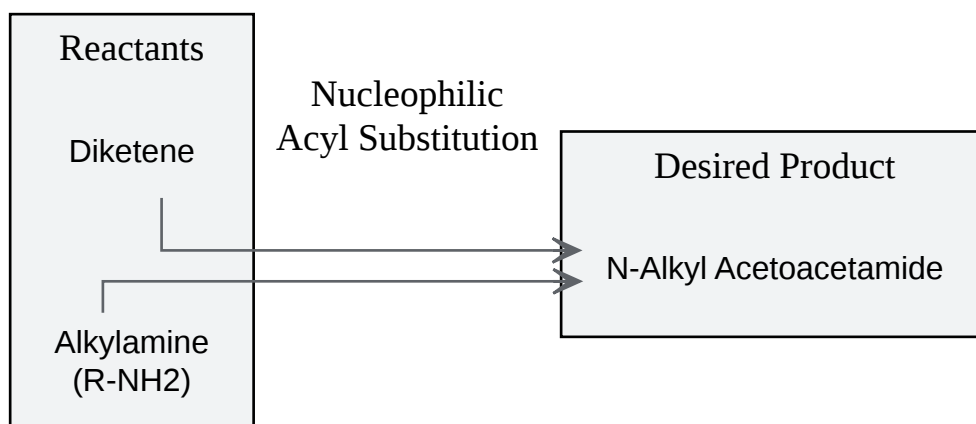 Reactants
Diketene
Alkylamine
(R-NH2)
Nucleophilic
Acyl Substitution
Desired Product
N-Alkyl Acetoacetamide